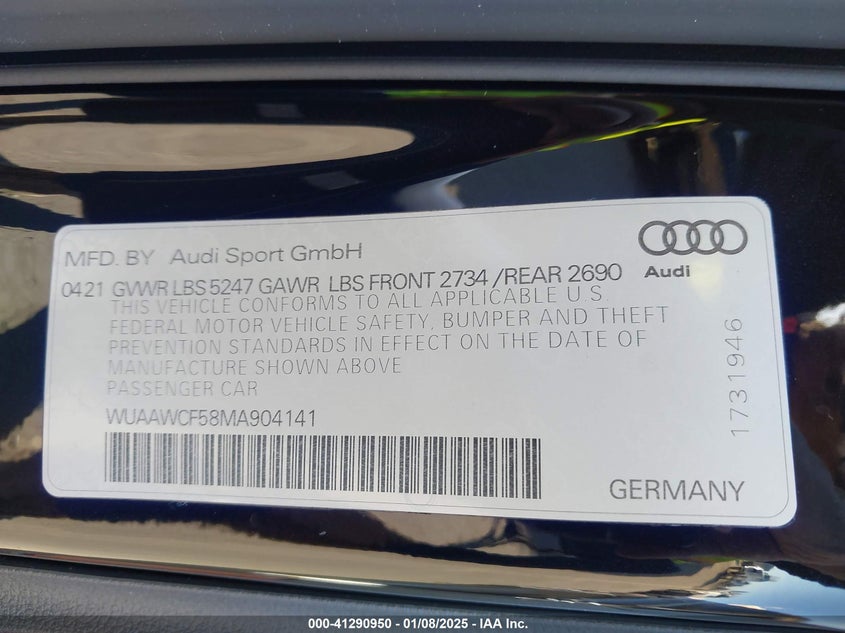 MFD. BY Audi Sport GmbH
Audi
0421 GVWR LBS 5247 GAWR LBS FRONT 2734 /REAR 2690
THIS VEHICLE CONFORMS TO ALL APPLICABLE U.S.
FEDERAL MOTOR VEHICLE SAFETY, BUMPER AND THEFT
PREVENTION STANDARDS IN EFFECT ON THE DATE OF
MANUFACTURE SHOWN ABOVE
PASSENGER CAR
WUAAWCF58MA904141
1731946
GERMANY
000-41290950 - 01/08/2025 - IAA Inc.